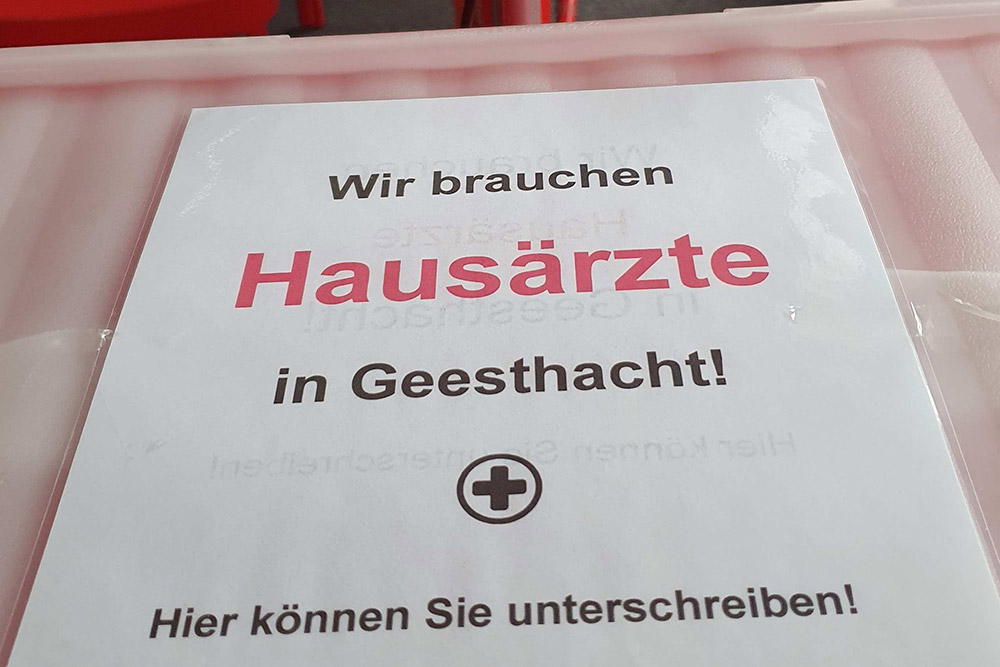 Wir brauchen
Hausärzte
in Geesthacht!
Hier können Sie unterschreiben!